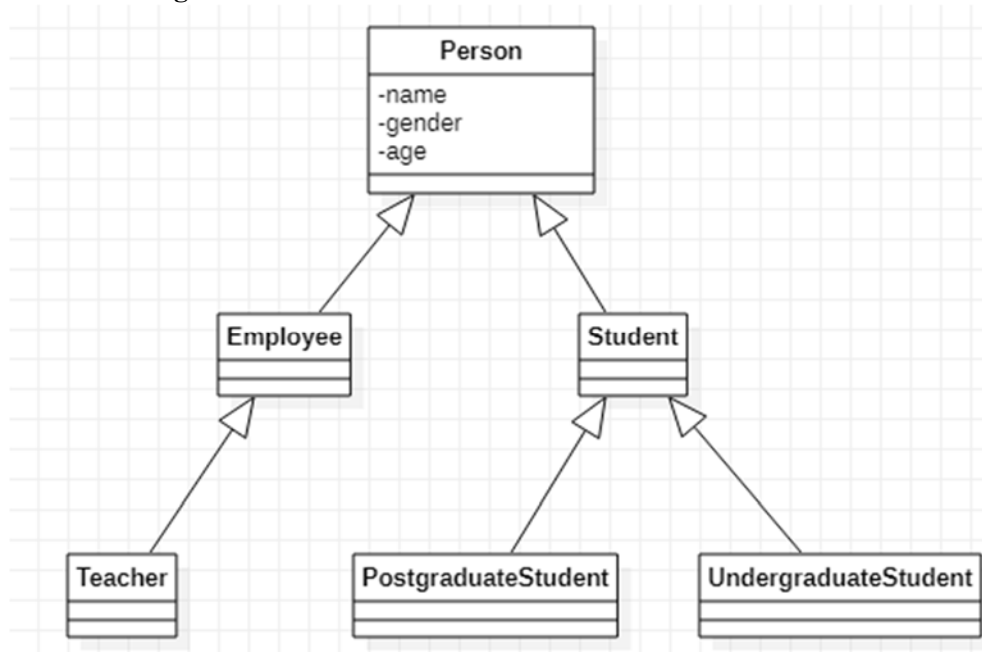 Person
-name
-gender
-age
Employee
Student
Teacher
PostgraduateStudent
UndergraduateStudent